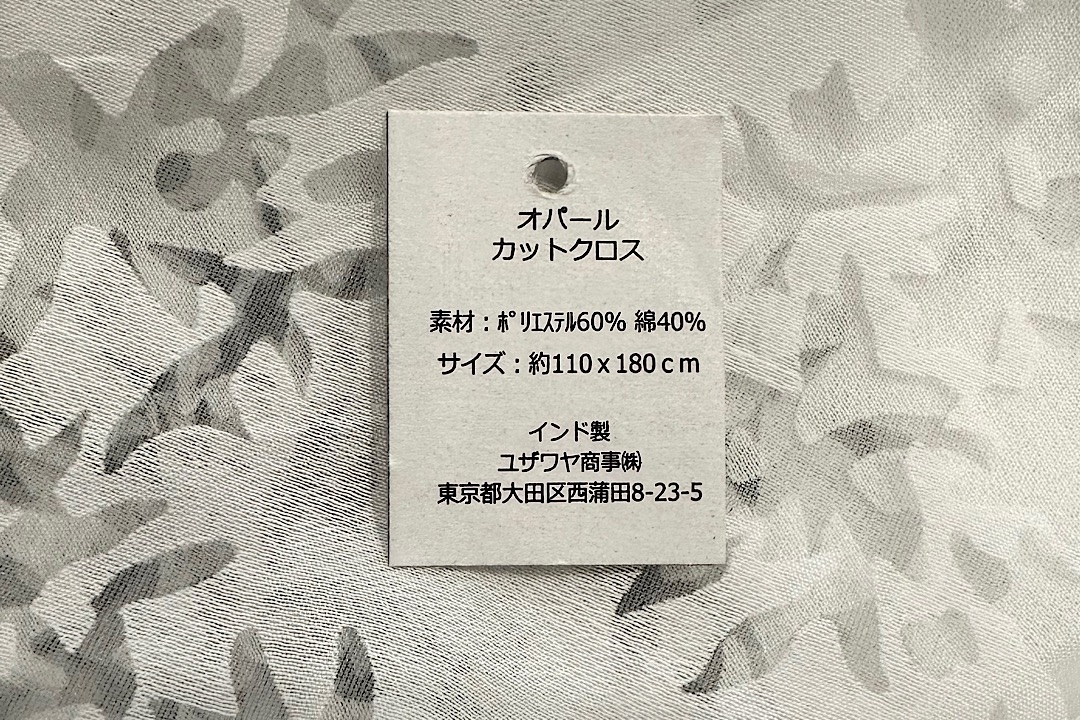 オパール
カットクロス
素材：ﾎﾟﾘｴｽﾃﾙ60% 綿40%
サイズ：約110ｘ180ｃｍ
インド製
ユザワヤ商事㈱
東京都大田区西蒲田8-23-5